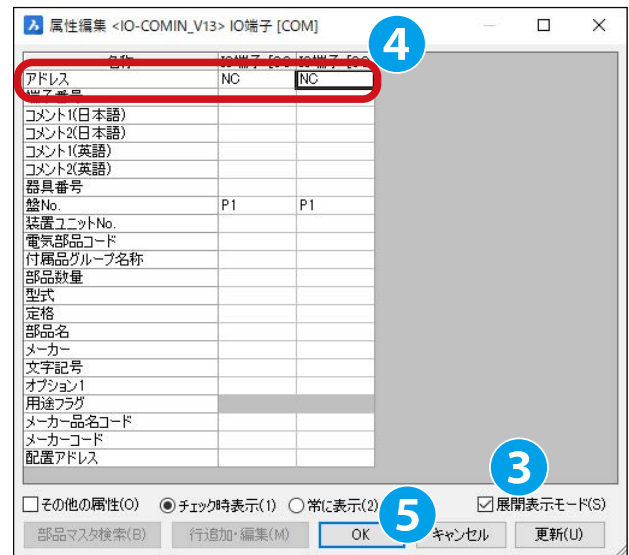 属性編集 <IO-COMIN_V13> IO端子 [COM]
4
名称 IO端子 [CO IO端子 [CO
アドレス NC NC
端子番号
コメント1(日本語)
コメント2(日本語)
コメント1(英語)
コメント2(英語)
器具番号
盤No. P1 P1
装置ユニットNo.
電気部品コード
付属品グループ名称
部品数量
型式
定格
部品名
メーカー
文字記号
オプション1
用途フラグ
メーカー品名コード
メーカーコード
配置アドレス
3
その他の属性(O) チェック時表示(1) 常に表示(2) 展開表示モード(S)
5
部品マスタ検索(B) 行追加・編集(M) OK キャンセル 更新(U)